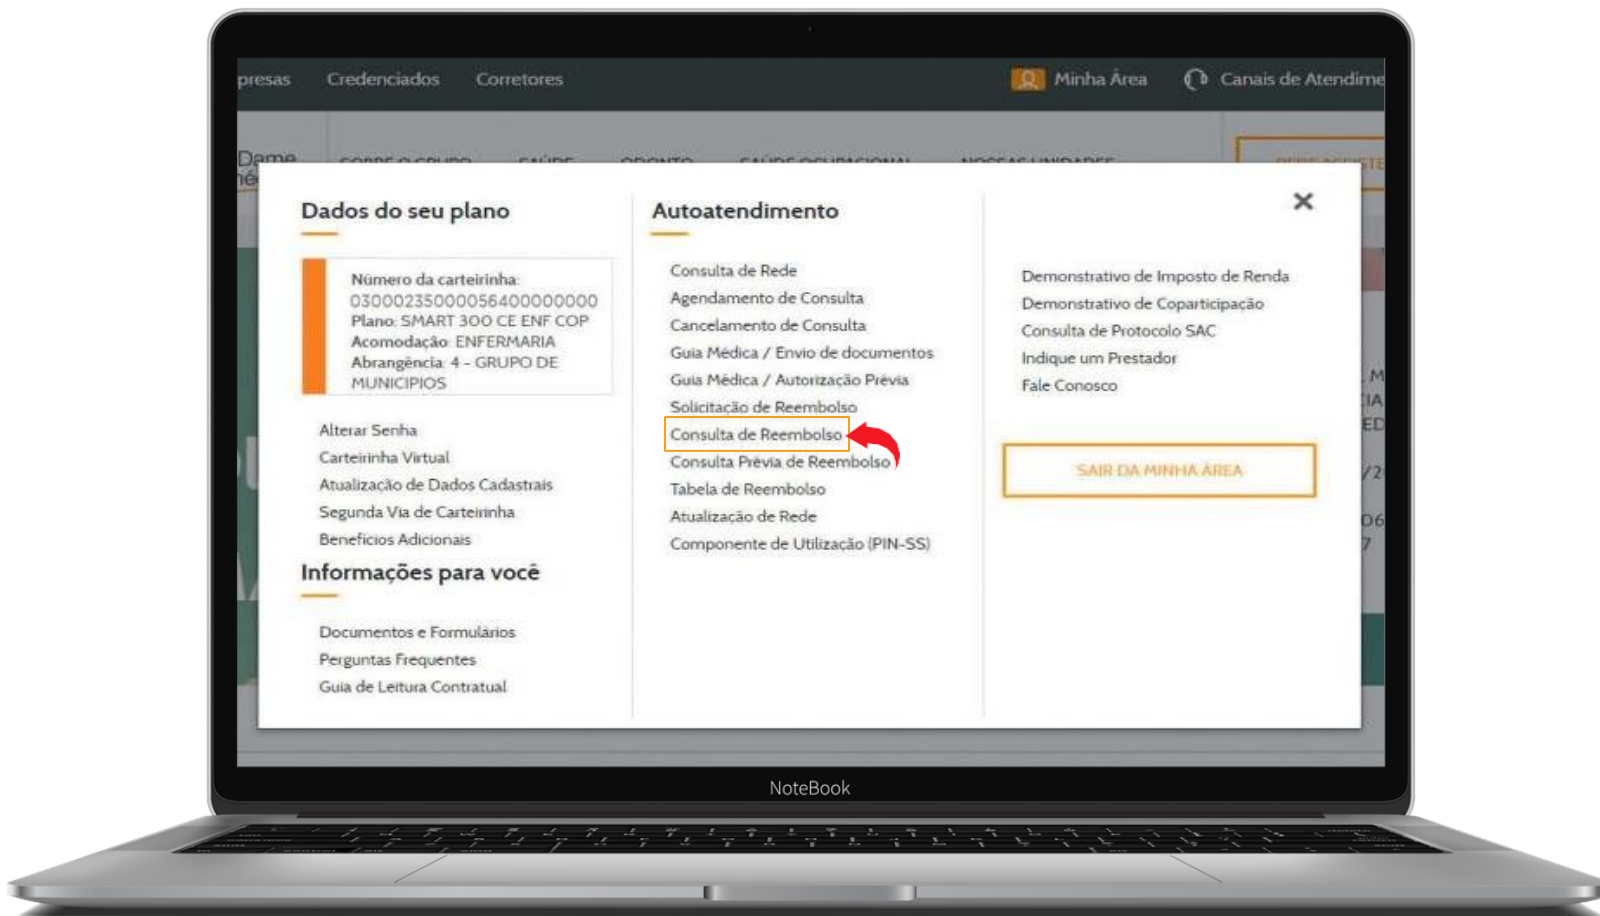 presas Credenciados Corretores Minha Área Canais de Atendime
Dame
Dados do seu plano
Número da carteirinha:
03000235000056400000000
Plano: SMART 300 CE ENF COP
Acomodação: ENFERMARIA
Abrangência: 4 - GRUPO DE
MUNICIPIOS
Alterar Senha
Carteirinha Virtual
Atualização de Dados Cadastrais
Segunda Via de Carteirinha
Benefícios Adicionais
Informações para você
Documentos e Formulários
Perguntas Frequentes
Guia de Leitura Contratual
Autoatendimento
Consulta de Rede
Agendamento de Consulta
Cancelamento de Consulta
Guia Médica / Envio de documentos
Guia Médica / Autorização Prévia
Solicitação de Reembolso
Consulta de Reembolso
Consulta Prévia de Reembolso
Tabela de Reembolso
Atualização de Rede
Componente de Utilização (PIN-SS)
Demonstrativo de Imposto de Renda
Demonstrativo de Coparticipação
Consulta de Protocolo SAC
Indique um Prestador
Fale Conosco
SAIR DA MINHA ÁREA
NoteBook